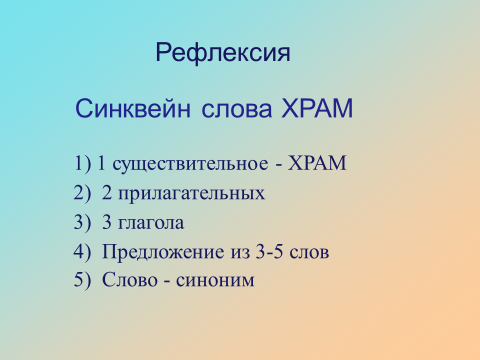 Рефлексия
Синквейн слова ХРАМ
1) 1 существительное - ХРАМ
2) 2 прилагательных
3) 3 глагола
4) Предложение из 3-5 слов
5) Слово - синоним